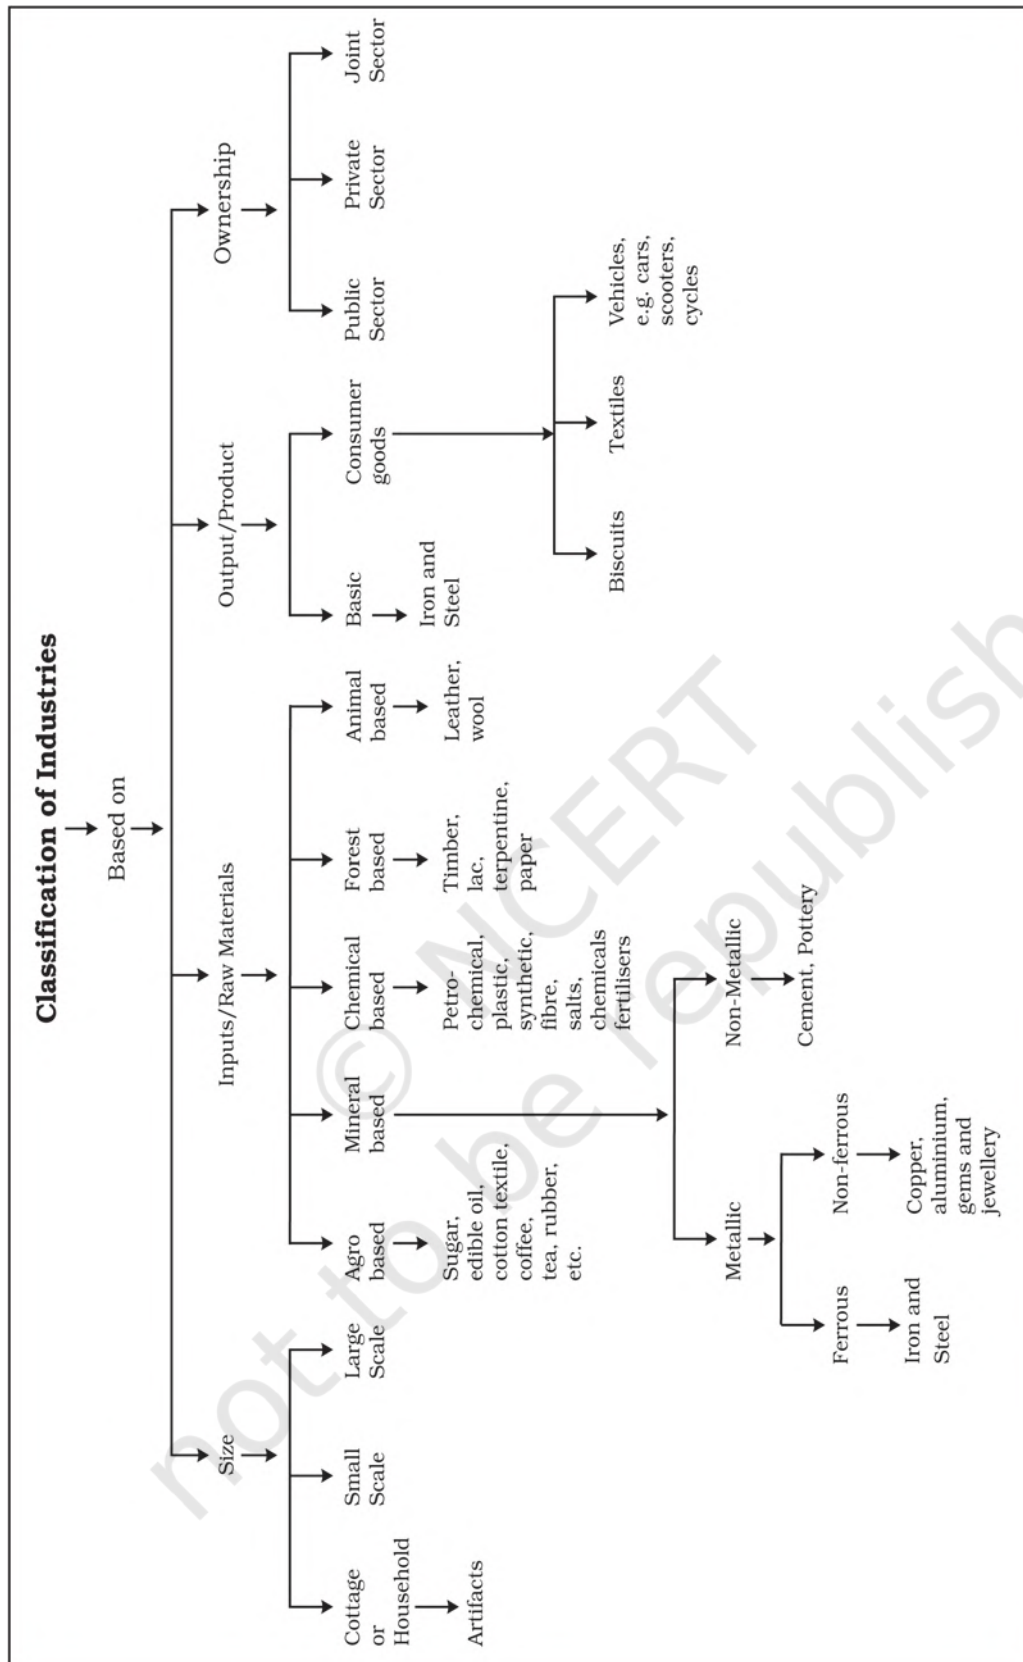 Classification of Industries
Based on
Size
Inputs/Raw Materials
Output/Product
Ownership
Cottage
or
Household
Small
Scale
Large
Scale
Agro
based
Mineral
based
Chemical
based
Forest
based
Animal
based
Basic
Consumer
goods
Public
Sector
Private
Sector
Joint
Sector
Artifacts
Sugar,
edible oil,
cotton textile,
coffee,
tea, rubber,
etc.
Petro-
chemical,
plastic,
synthetic,
fibre,
salts,
chemicals
fertilisers
Timber,
lac,
terpentine,
paper
Leather,
wool
Iron and
Steel
Biscuits
Textiles
Vehicles,
e.g. cars,
scooters,
cycles
Metallic
Non-Metallic
Ferrous
Non-ferrous
Cement, Pottery
Iron and
Steel
Copper,
aluminium,
gems and
jewellery
© NCERT
not to be republish